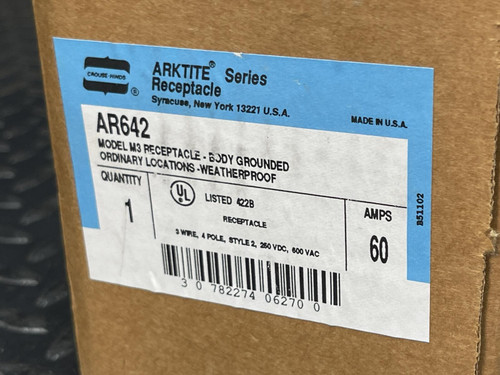 CROUSE-HINDS
ARKTITE® Series
Receptacle
Syracuse, New York 13221 U.S.A.
MADE IN U.S.A.
AR642
MODEL M3 RECEPTACLE - BODY GROUNDED
ORDINARY LOCATIONS -WEATHERPROOF
QUANTITY
1
UL
®
LISTED 422B
RECEPTACLE
3 WIRE, 4 POLE, STYLE 2, 250 VDC, 600 VAC
AMPS
60
B51102
3 0 782274 06270 0